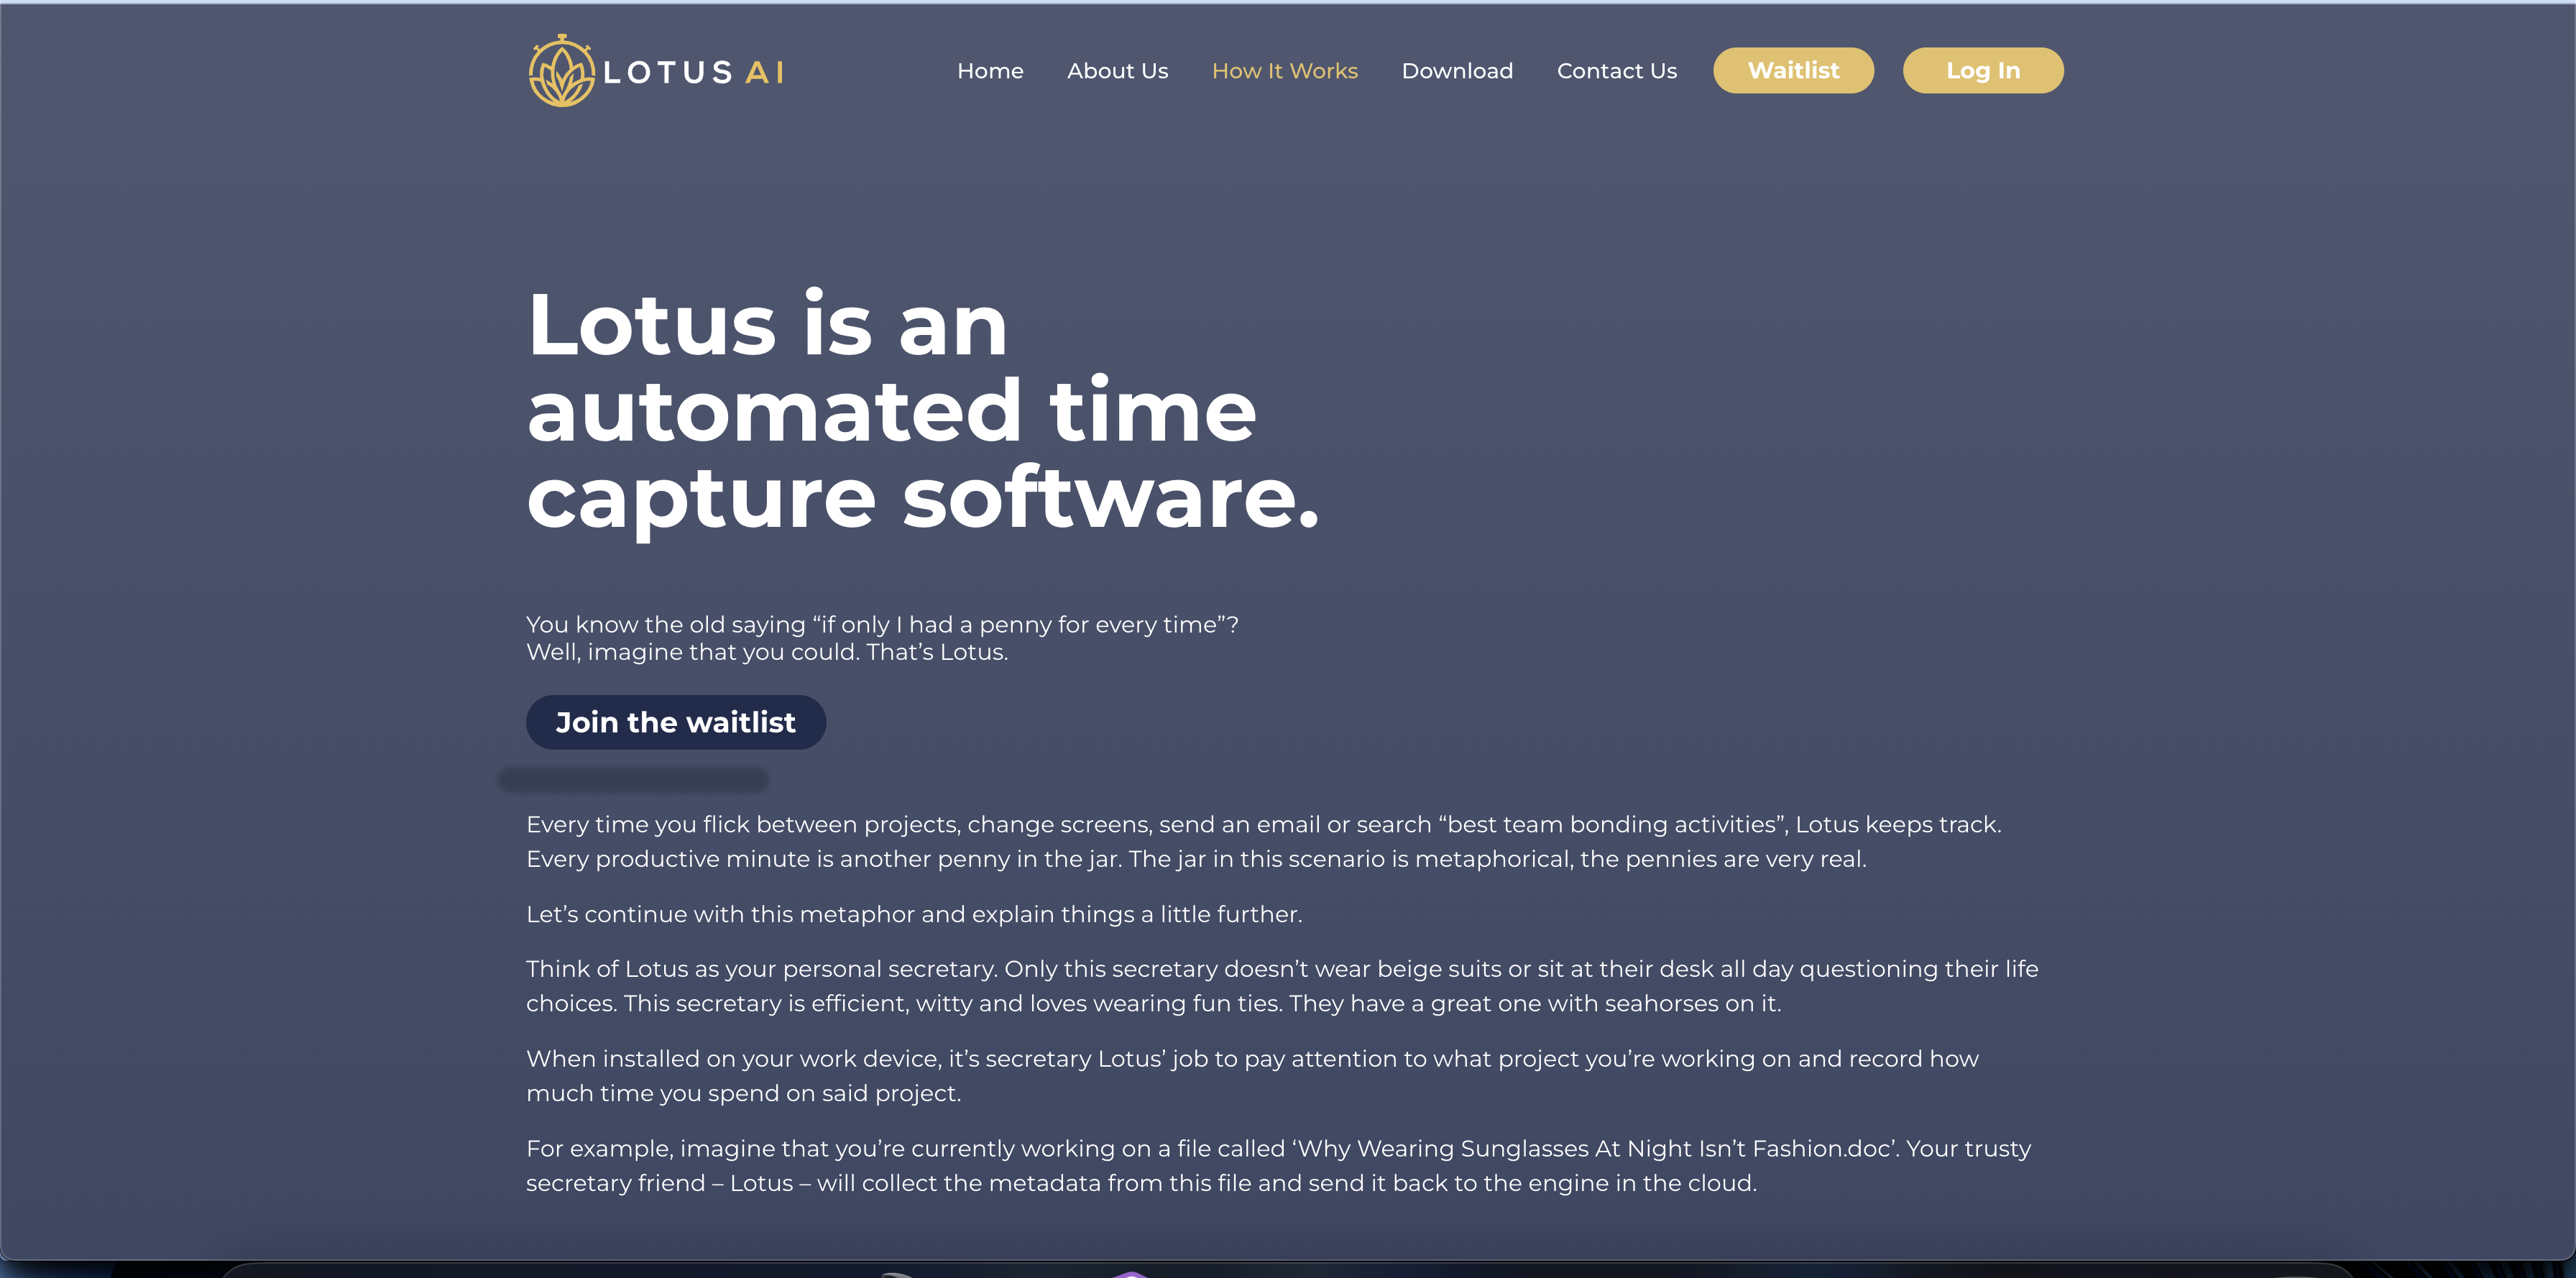 LOTUS AI
Home
About Us
How It Works
Download
Contact Us
Waitlist
Log In
Lotus is an
automated time
capture software.
You know the old saying “if only I had a penny for every time”?
Well, imagine that you could. That’s Lotus.
Join the waitlist
Every time you flick between projects, change screens, send an email or search “best team bonding activities”, Lotus keeps track.
Every productive minute is another penny in the jar. The jar in this scenario is metaphorical, the pennies are very real.
Let’s continue with this metaphor and explain things a little further.
Think of Lotus as your personal secretary. Only this secretary doesn’t wear beige suits or sit at their desk all day questioning their life
choices. This secretary is efficient, witty and loves wearing fun ties. They have a great one with seahorses on it.
When installed on your work device, it’s secretary Lotus’ job to pay attention to what project you’re working on and record how
much time you spend on said project.
For example, imagine that you’re currently working on a file called ‘Why Wearing Sunglasses At Night Isn’t Fashion.doc’. Your trusty
secretary friend – Lotus – will collect the metadata from this file and send it back to the engine in the cloud.